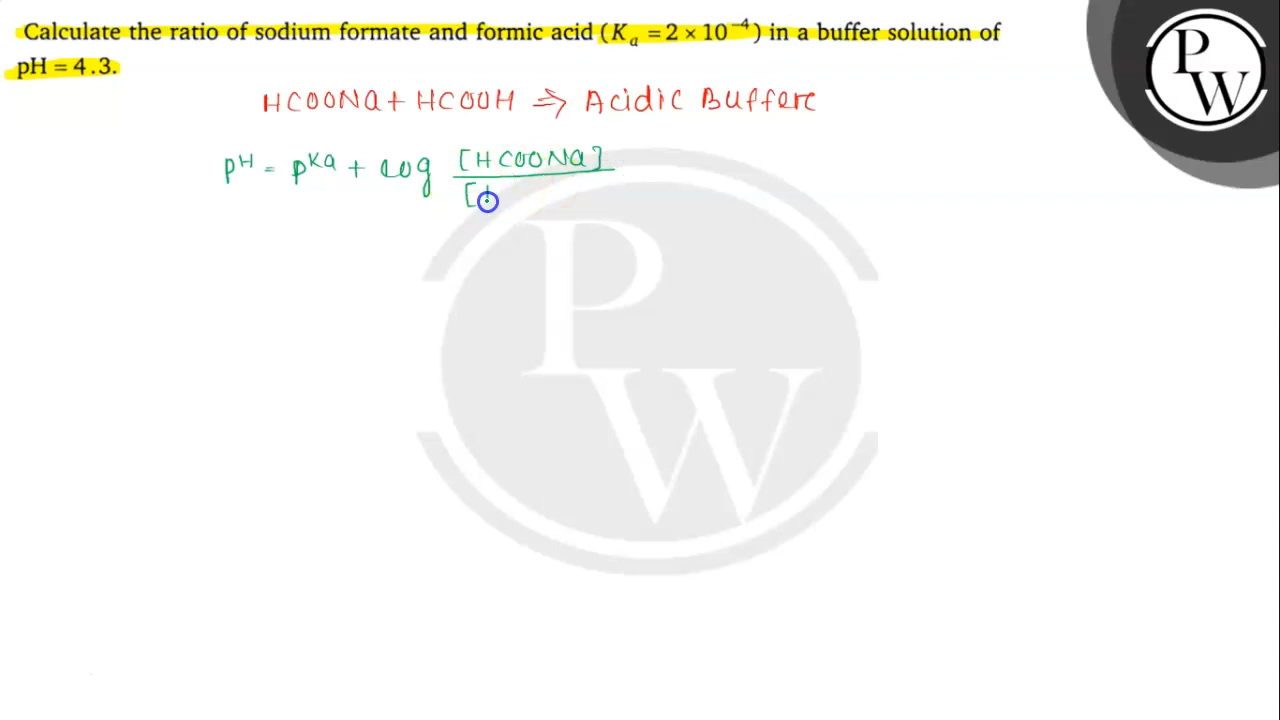 Calculate the ratio of sodium formate and formic acid (Kₐ = 2 × 10⁻⁴) in a buffer solution of
pH = 4.3.
HCOONa + HCOOH ⇒ Acidic Buffer
pH = pKa + log [HCOONa]
[
P
W
P
W